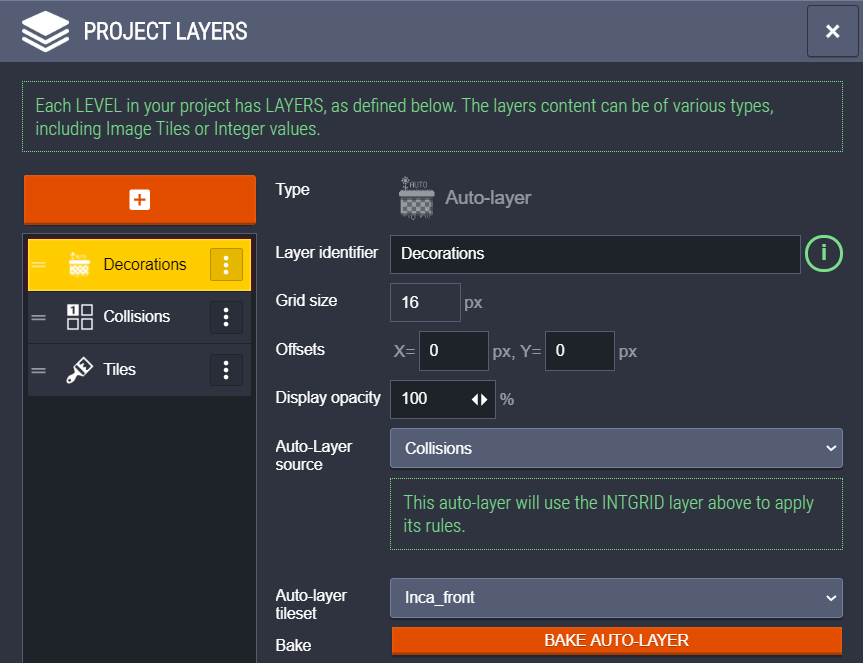 PROJECT LAYERS
Each LEVEL in your project has LAYERS, as defined below. The layers content can be of various types,
including Image Tiles or Integer values.
Decorations
1 Collisions
Tiles
Type
AUTO Auto-layer
Layer identifier Decorations i
Grid size 16 px
Offsets X= 0 px, Y= 0 px
Display opacity 100 %
Auto-Layer
source
Collisions
This auto-layer will use the INTGRID layer above to apply
its rules.
Auto-layer
tileset
Inca_front
Bake BAKE AUTO-LAYER